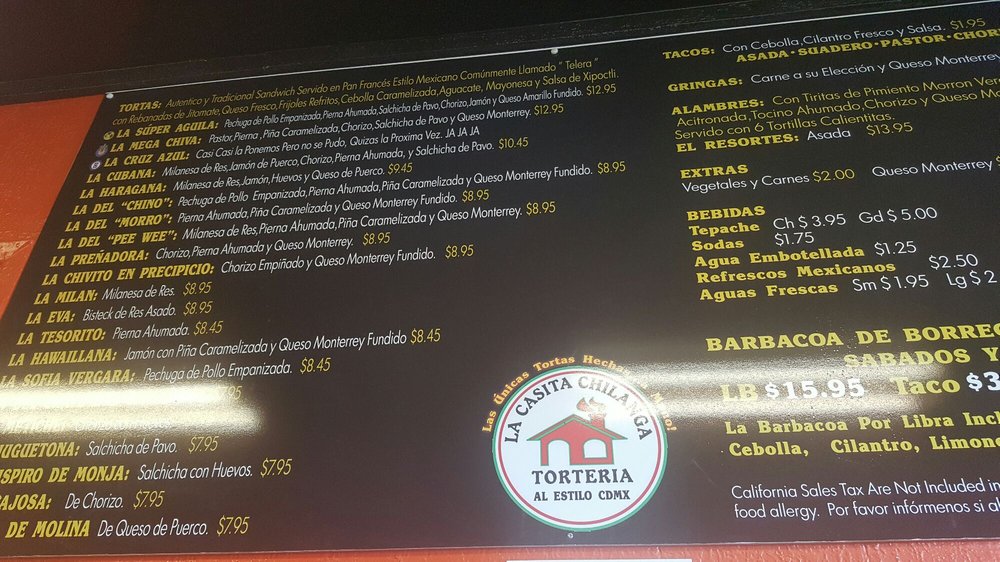 TORTAS: Autentico y Tradicional Sandwich Servido en Pan Francés Estilo Mexicano Comúnmente Llamado " Telera "
con Rebanadas de Jitomate, Queso Fresco, Frijoles Refritos, Cebolla Caramelizada, Aguacate, Mayonesa y Salsa de Xipoctli.
LA SÚPER AGUILA: Pechuga de Pollo Empanizada, Pierna Ahumada, Salchicha de Pavo, Chorizo, Jamón y Queso Amarillo Fundido. $12.95
LA MEGA CHIVA: Pastor, Pierna , Piña Caramelizada, Chorizo, Salchicha de Pavo y Queso Monterrey. $12.95
LA CRUZ AZUL: Casi Casi la Ponemos Pero no se Pudo, Quizas la Proxima Vez. JA JA JA
LA CUBANA: Milanesa de Res, Jamón de Puerco, Chorizo, Pierna Ahumada, y Salchicha de Pavo. $10.45
LA HARAGANA: Milanesa de Res, Jamón, Huevos y Queso de Puerco. $9.45
LA DEL "CHINO": Pechuga de Pollo Empanizada, Pierna Ahumada, Piña Caramelizada y Queso Monterrey Fundido. $8.95
LA DEL "MORRO": Pierna Ahumada, Piña Caramelizada y Queso Monterrey Fundido. $8.95
LA DEL "PEE WEE": Milanesa de Res, Pierna Ahumada, Piña Caramelizada y Queso Monterrey. $8.95
LA PREÑADORA: Chorizo, Pierna Ahumada y Queso Monterrey. $8.95
LA CHIVITO EN PRECIPICIO: Chorizo Empiñado y Queso Monterrey Fundido. $8.95
LA MILAN: Milanesa de Res. $8.95
LA EVA: Bisteck de Res Asado. $8.95
LA TESORITO: Pierna Ahumada. $8.45
LA HAWAILLANA: Jamón con Piña Caramelizada y Queso Monterrey Fundido $8.45
LA SOFIA VERGARA: Pechuga de Pollo Empanizada. $8.45
95
JUGUETONA: Salchicha de Pavo. $7.95
SPIRO DE MONJA: Salchicha con Huevos. $7.95
AJOSA: De Chorizo. $7.95
DE MOLINA De Queso de Puerco. $7.95
Las Únicas Tortas Hechas
LA CASITA CHILANGA
TORTERIA
AL ESTILO CDMX
TACOS: Con Cebolla, Cilantro Fresco y Salsa. $1.95
ASADA · SUADERO · PASTOR · CHOR
GRINGAS: Carne a su Elección y Queso Monterrey
ALAMBRES: Con Tiritas de Pimiento Morron Ver
Acitronada, Tocino Ahumado, Chorizo y Queso Mo
Servido con 6 Tortillas Calientitas.
EL RESORTES: Asada $13.95
EXTRAS
Vegetales y Carnes $2.00 Queso Monterrey
BEBIDAS
Tepache Ch $ 3.95 Gd $ 5.00
Sodas $1.75
Agua Embotellada $1.25
Refrescos Mexicanos $2.50
Aguas Frescas Sm $1.95 Lg $ 2
BARBACOA DE BORREG
SABADOS Y
LB $15.95 Taco $3
La Barbacoa Por Libra Inclu
Cebolla, Cilantro, Limon
California Sales Tax Are Not Included in
food allergy. Por favor infórmenos si al